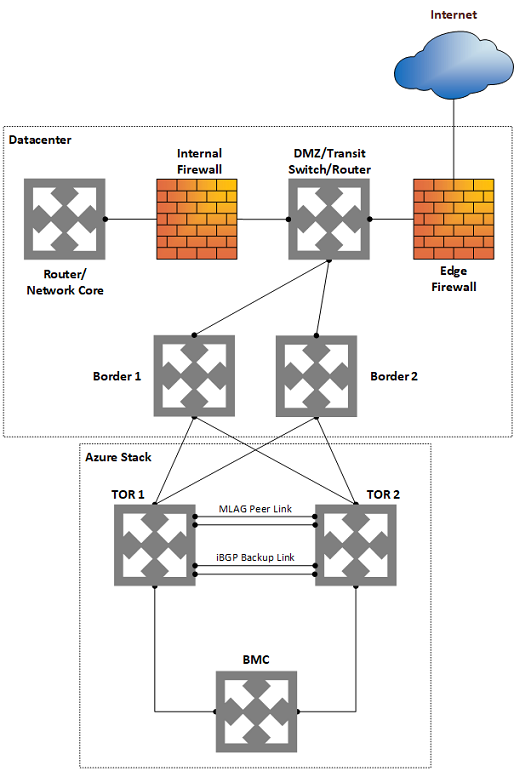 Internet
Datacenter
Internal
Firewall
DMZ/Transit
Switch/Router
Router/
Network Core
Edge
Firewall
Border 1
Border 2
Azure Stack
TOR 1
TOR 2
MLAG Peer Link
iBGP Backup Link
BMC